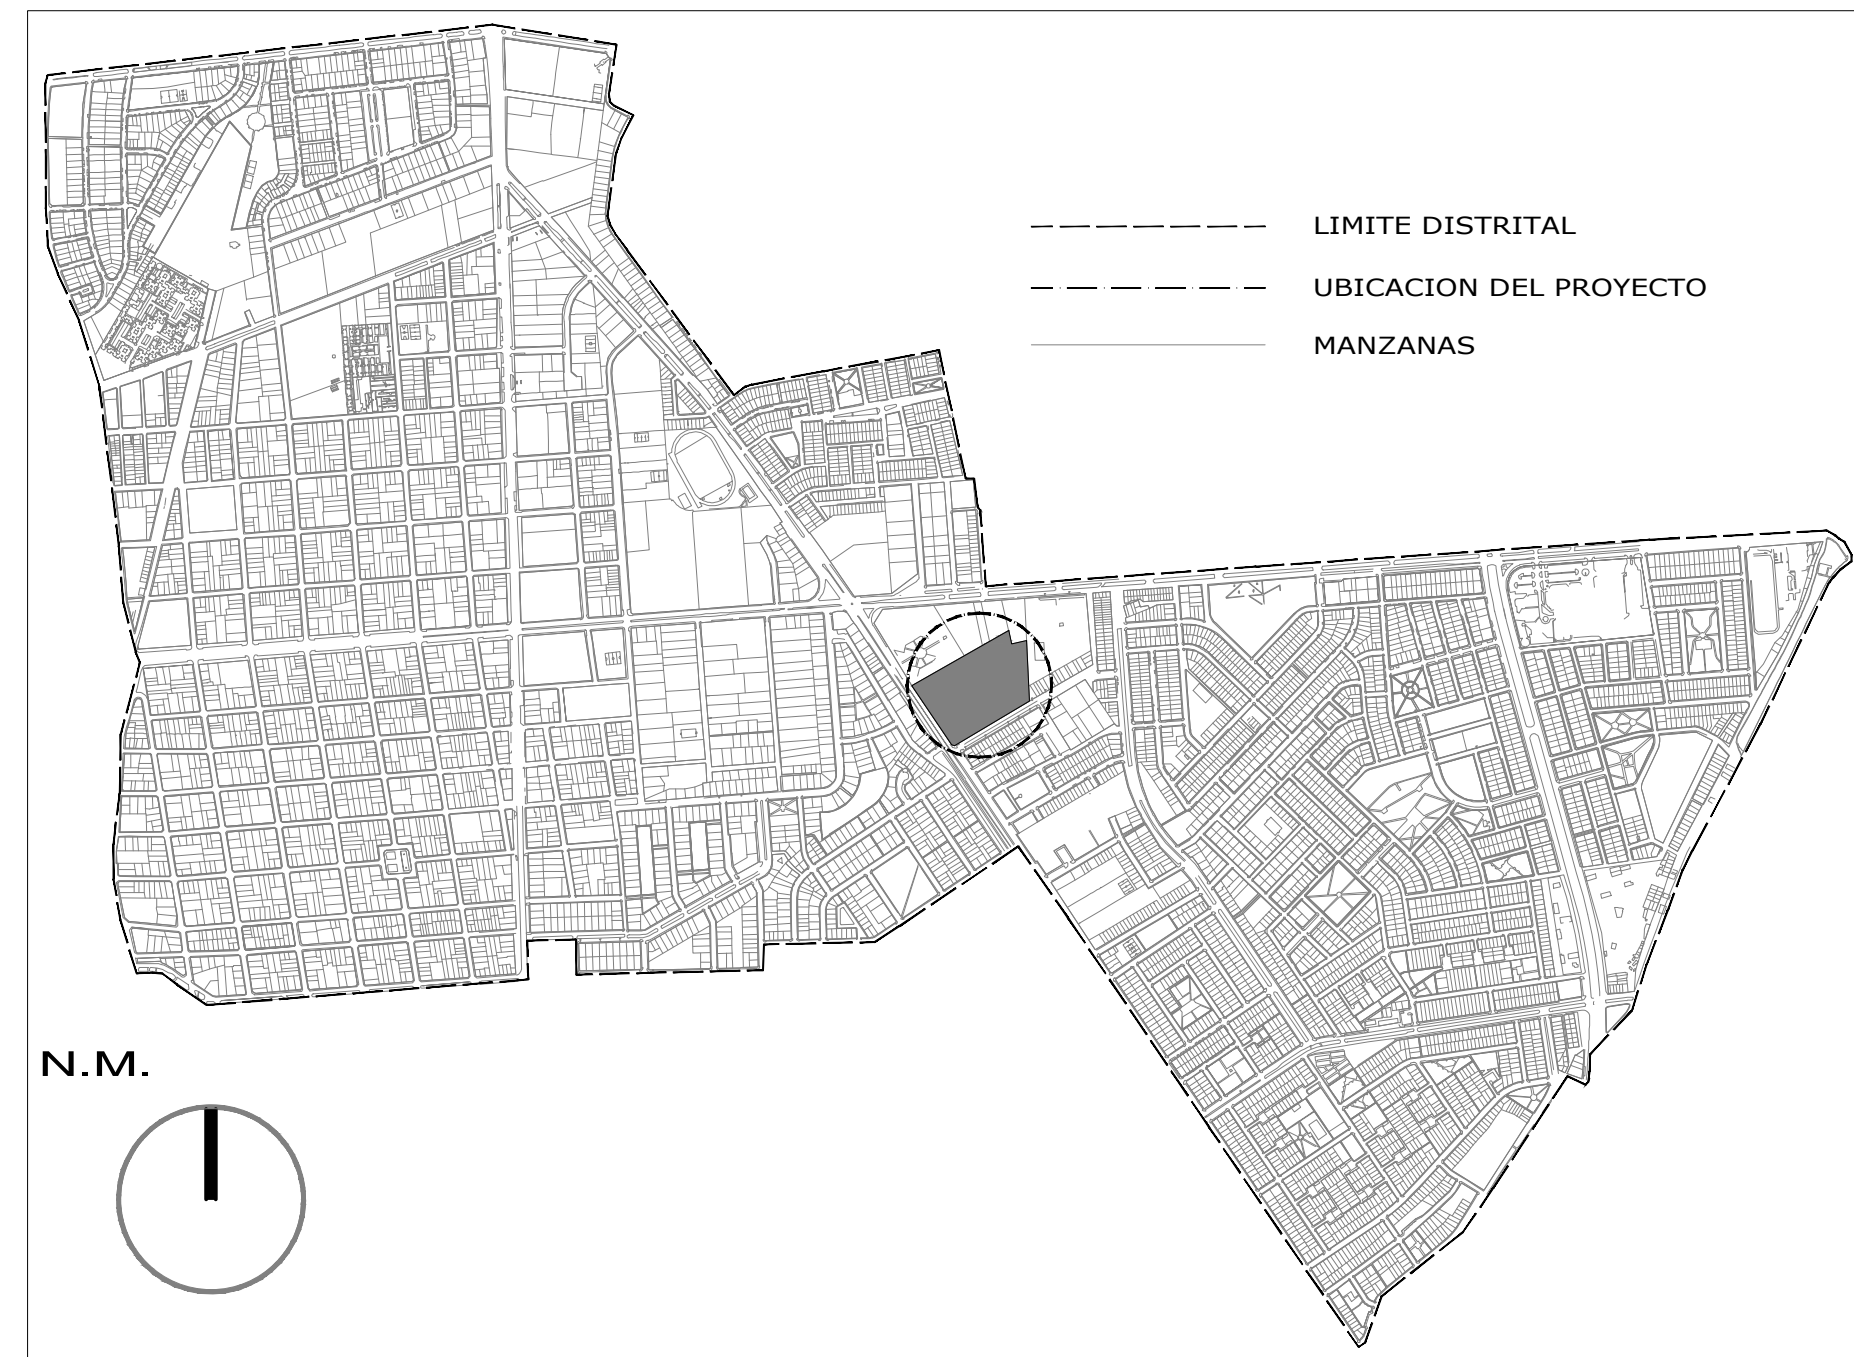 LIMITE DISTRITAL
UBICACION DEL PROYECTO
MANZANAS
N.M.